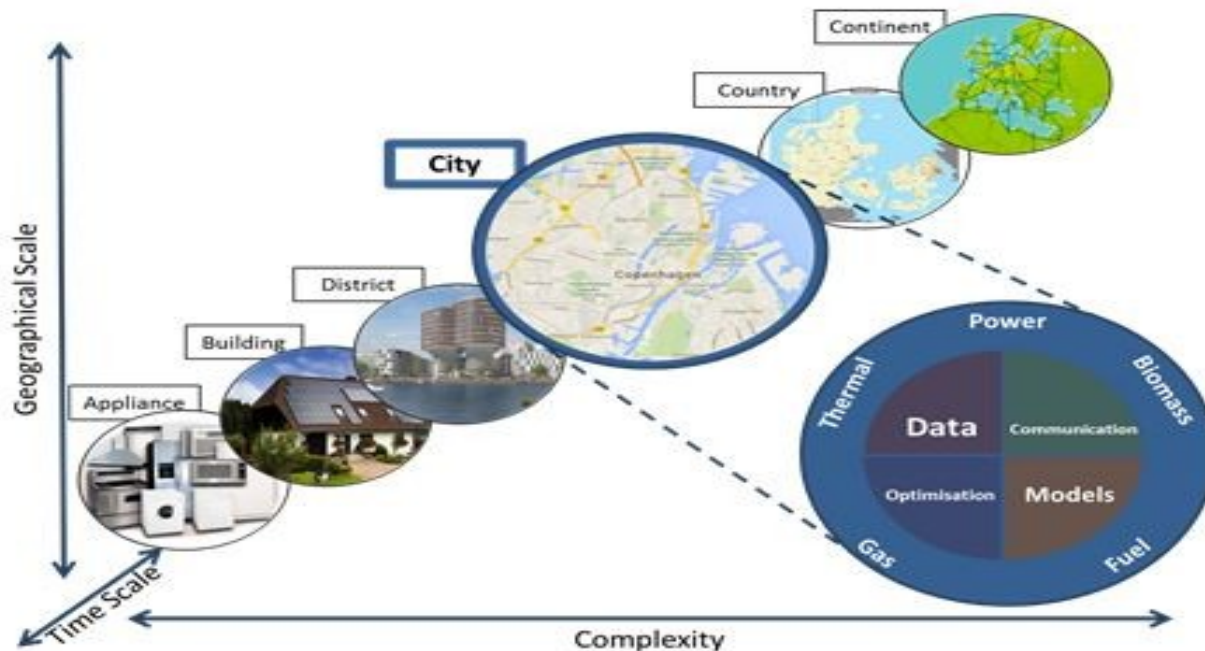 Continent
Country
City
District
Building
Appliance
Geographical Scale
Time Scale
Complexity
Copenhagen
Power
Thermal
Biomass
Data
Communication
Optimisation
Models
Gas
Fuel